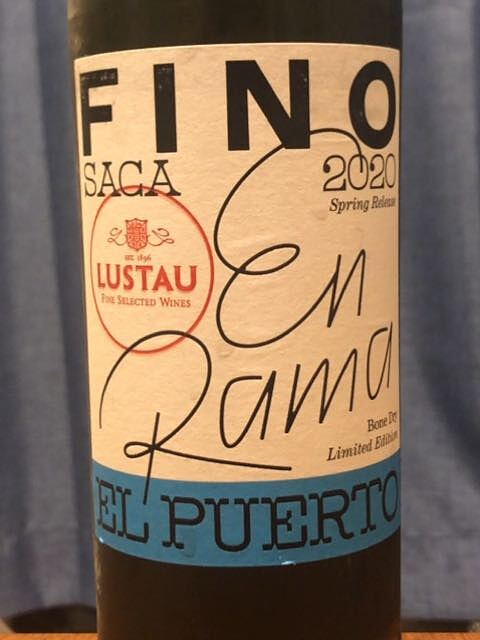 FINO
SACA
2020
Spring Release
EST. 1896
LUSTAU
FINE SELECTED WINES
En
Rama
Bone Dry
Limited Edition
EL PUERTO